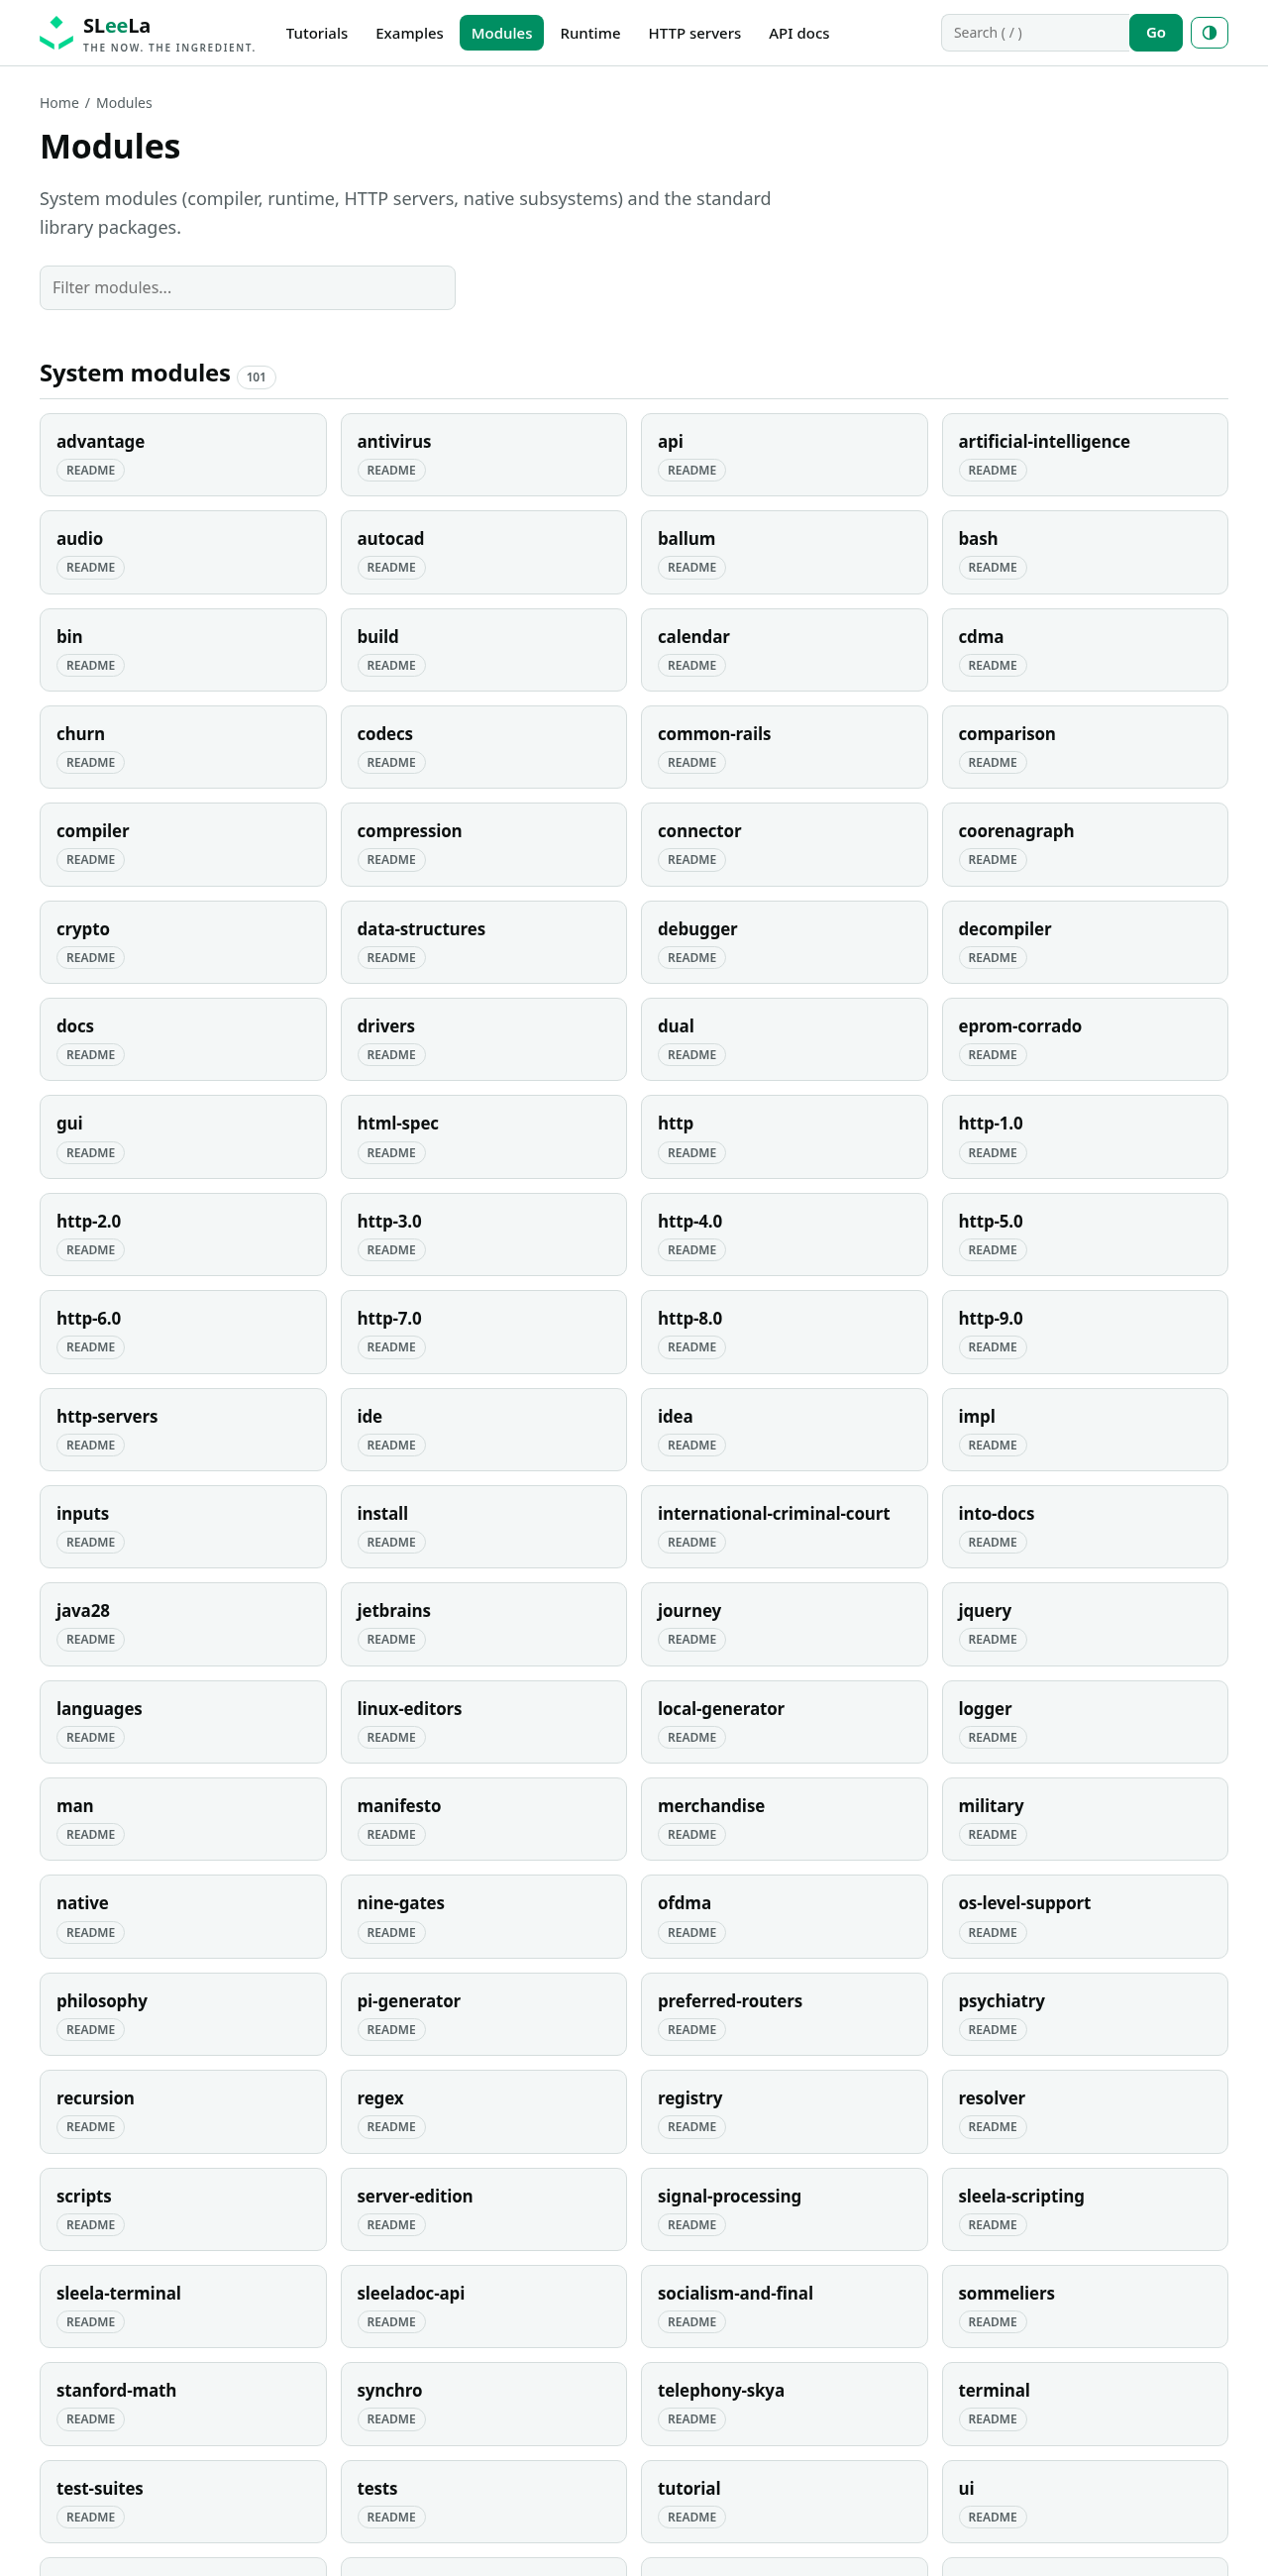 SLeeLa
THE NOW. THE INGREDIENT.
Tutorials Examples Modules Runtime HTTP servers API docs
Search ( / ) Go
Home / Modules
Modules
System modules (compiler, runtime, HTTP servers, native subsystems) and the standard
library packages.
Filter modules...
System modules 101
advantage antivirus api artificial-intelligence
README README README README
audio autocad ballum bash
README README README README
bin build calendar cdma
README README README README
churn codecs common-rails comparison
README README README README
compiler compression connector coorenagraph
README README README README
crypto data-structures debugger decompiler
README README README README
docs drivers dual eprom-corrado
README README README README
gui html-spec http http-1.0
README README README README
http-2.0 http-3.0 http-4.0 http-5.0
README README README README
http-6.0 http-7.0 http-8.0 http-9.0
README README README README
http-servers ide idea impl
README README README README
inputs install international-criminal-court into-docs
README README README README
java28 jetbrains journey jquery
README README README README
languages linux-editors local-generator logger
README README README README
man manifesto merchandise military
README README README README
native nine-gates ofdma os-level-support
README README README README
philosophy pi-generator preferred-routers psychiatry
README README README README
recursion regex registry resolver
README README README README
scripts server-edition signal-processing sleela-scripting
README README README README
sleela-terminal sleeladoc-api socialism-and-final sommeliers
README README README README
stanford-math synchro telephony-skya terminal
README README README README
test-suites tests tutorial ui
README README README README